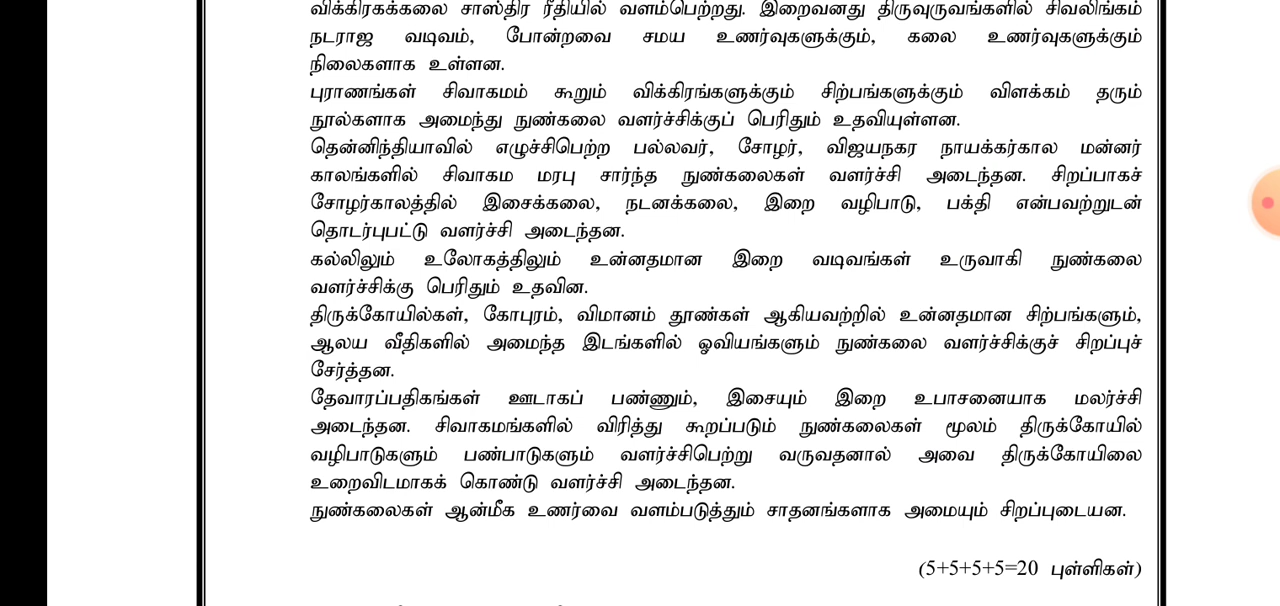 விக்கிரகக்கலை சாஸ்திர ரீதியில் வளம்பெற்றது. இறைவனது திருவுருவங்களில் சிவலிங்கம்
நடராஜ வடிவம், போன்றவை சமய உணர்வுகளுக்கும், கலை உணர்வுகளுக்கும்
நிலைகளாக உள்ளன.
புராணங்கள் சிவாகமம் கூறும் விக்கிரங்களுக்கும் சிற்பங்களுக்கும் விளக்கம் தரும்
நூல்களாக அமைந்து நுண்கலை வளர்ச்சிக்குப் பெரிதும் உதவியுள்ளன.
தென்னிந்தியாவில் எழுச்சிபெற்ற பல்லவர், சோழர், விஜயநகர நாயக்கர்கால மன்னர்
காலங்களில் சிவாகம மரபு சார்ந்த நுண்கலைகள் வளர்ச்சி அடைந்தன. சிறப்பாகச்
சோழர்காலத்தில் இசைக்கலை, நடனக்கலை, இறை வழிபாடு, பக்தி என்பவற்றுடன்
தொடர்புபட்டு வளர்ச்சி அடைந்தன.
கல்லிலும் உலோகத்திலும் உன்னதமான இறை வடிவங்கள் உருவாகி நுண்கலை
வளர்ச்சிக்கு பெரிதும் உதவின.
திருக்கோயில்கள், கோபுரம், விமானம் தூண்கள் ஆகியவற்றில் உன்னதமான சிற்பங்களும்,
ஆலய வீதிகளில் அமைந்த இடங்களில் ஓவியங்களும் நுண்கலை வளர்ச்சிக்குச் சிறப்புச்
சேர்த்தன.
தேவாரப்பதிகங்கள் ஊடாகப் பண்ணும், இசையும் இறை உபாசனையாக மலர்ச்சி
அடைந்தன. சிவாகமங்களில் விரித்து கூறப்படும் நுண்கலைகள் மூலம் திருக்கோயில்
வழிபாடுகளும் பண்பாடுகளும் வளர்ச்சிபெற்று வருவதனால் அவை திருக்கோயிலை
உறைவிடமாகக் கொண்டு வளர்ச்சி அடைந்தன.
நுண்கலைகள் ஆன்மீக உணர்வை வளம்படுத்தும் சாதனங்களாக அமையும் சிறப்புடையன.
(5+5+5+5=20 புள்ளிகள்)